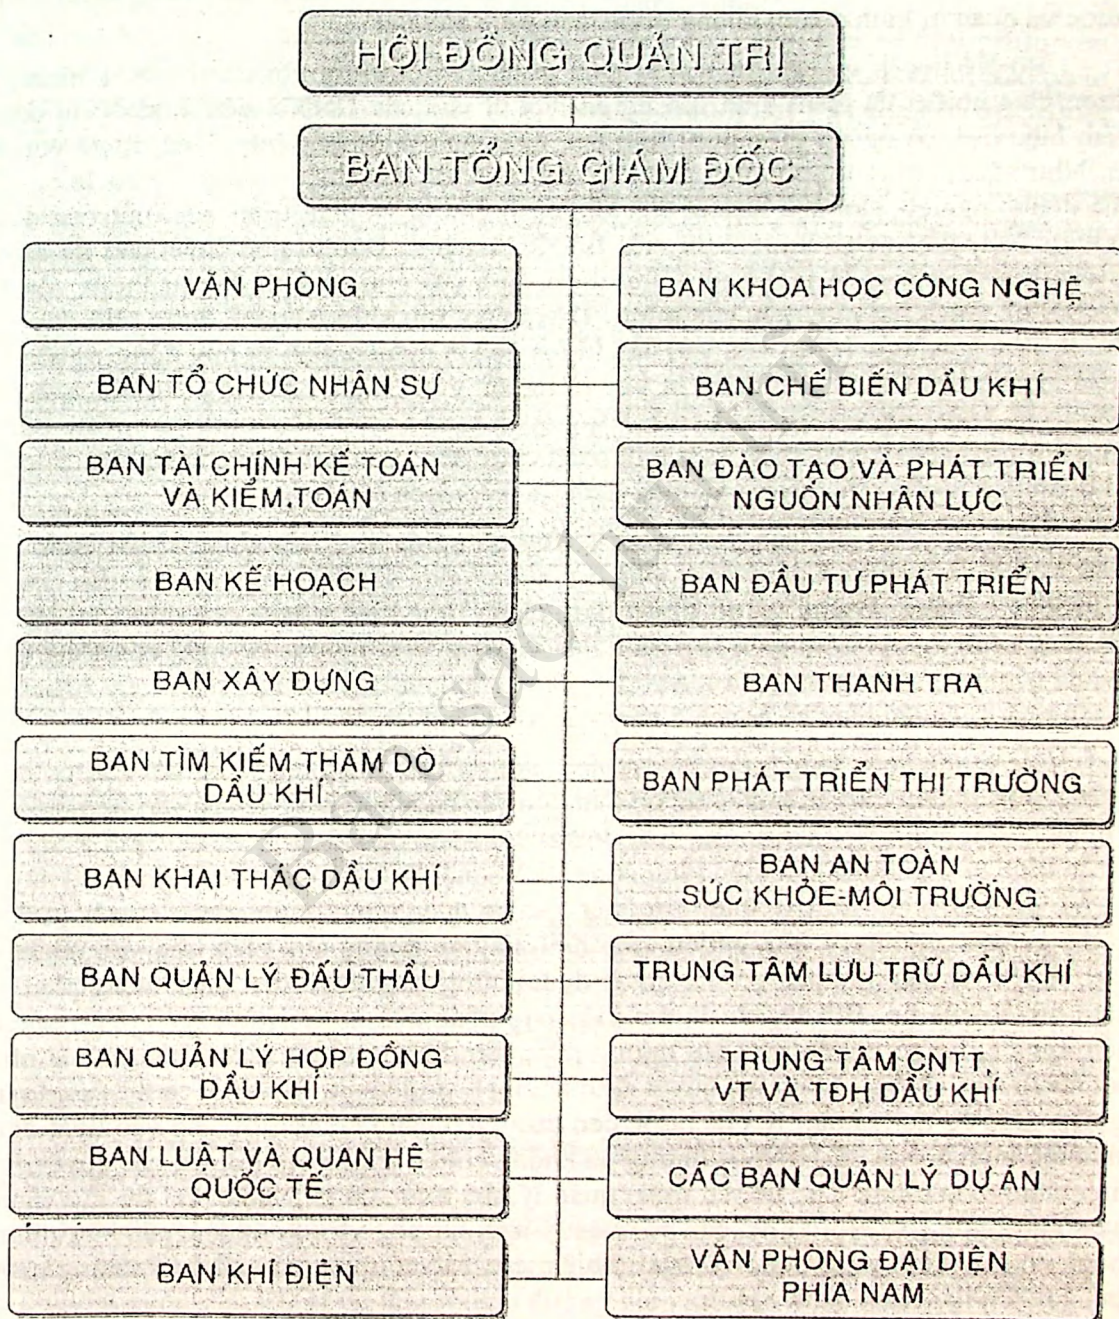 HỘI ĐỒNG QUẢN TRỊ
BAN TỔNG GIÁM ĐỐC
VĂN PHÒNG
BAN KHOA HỌC CÔNG NGHỆ
BAN TỔ CHỨC NHÂN SỰ
BAN CHẾ BIẾN DẦU KHÍ
BAN TÀI CHÍNH KẾ TOÁN
VÀ KIỂM TOÁN
BAN ĐÀO TẠO VÀ PHÁT TRIỂN
NGUỒN NHÂN LỰC
BAN KẾ HOẠCH
BAN ĐẦU TƯ PHÁT TRIỂN
BAN XÂY DỰNG
BAN THANH TRA
BAN TÌM KIẾM THĂM DÒ
DẦU KHÍ
BAN PHÁT TRIỂN THỊ TRƯỜNG
BAN KHAI THÁC DẦU KHÍ
BAN AN TOÀN
SỨC KHỎE-MÔI TRƯỜNG
BAN QUẢN LÝ ĐẤU THẦU
TRUNG TÂM LƯU TRỮ DẦU KHÍ
BAN QUẢN LÝ HỢP ĐỒNG
DẦU KHÍ
TRUNG TÂM CNTT,
VT VÀ TĐH DẦU KHÍ
BAN LUẬT VÀ QUAN HỆ
QUỐC TẾ
CÁC BAN QUẢN LÝ DỰ ÁN
BAN KHÍ ĐIỆN
VĂN PHÒNG ĐẠI DIỆN
PHÍA NAM
Bản sao lưu trữ